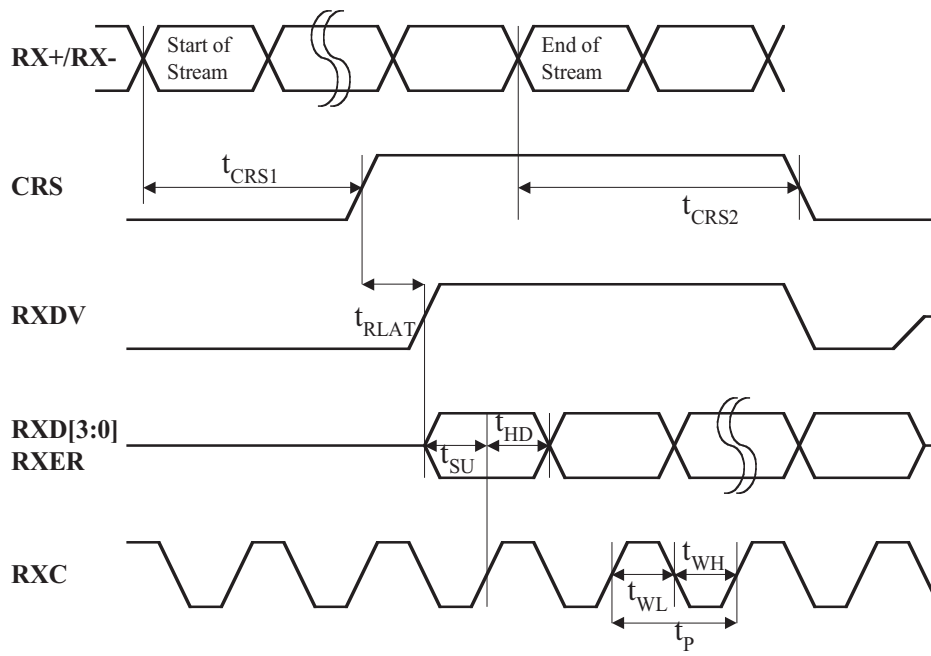 RX+/RX-
Start of
Stream
End of
Stream
CRS
tCRS1
tCRS2
RXDV
tRLAT
RXD[3:0]
RXER
tSU
tHD
RXC
tWL
tWH
tP